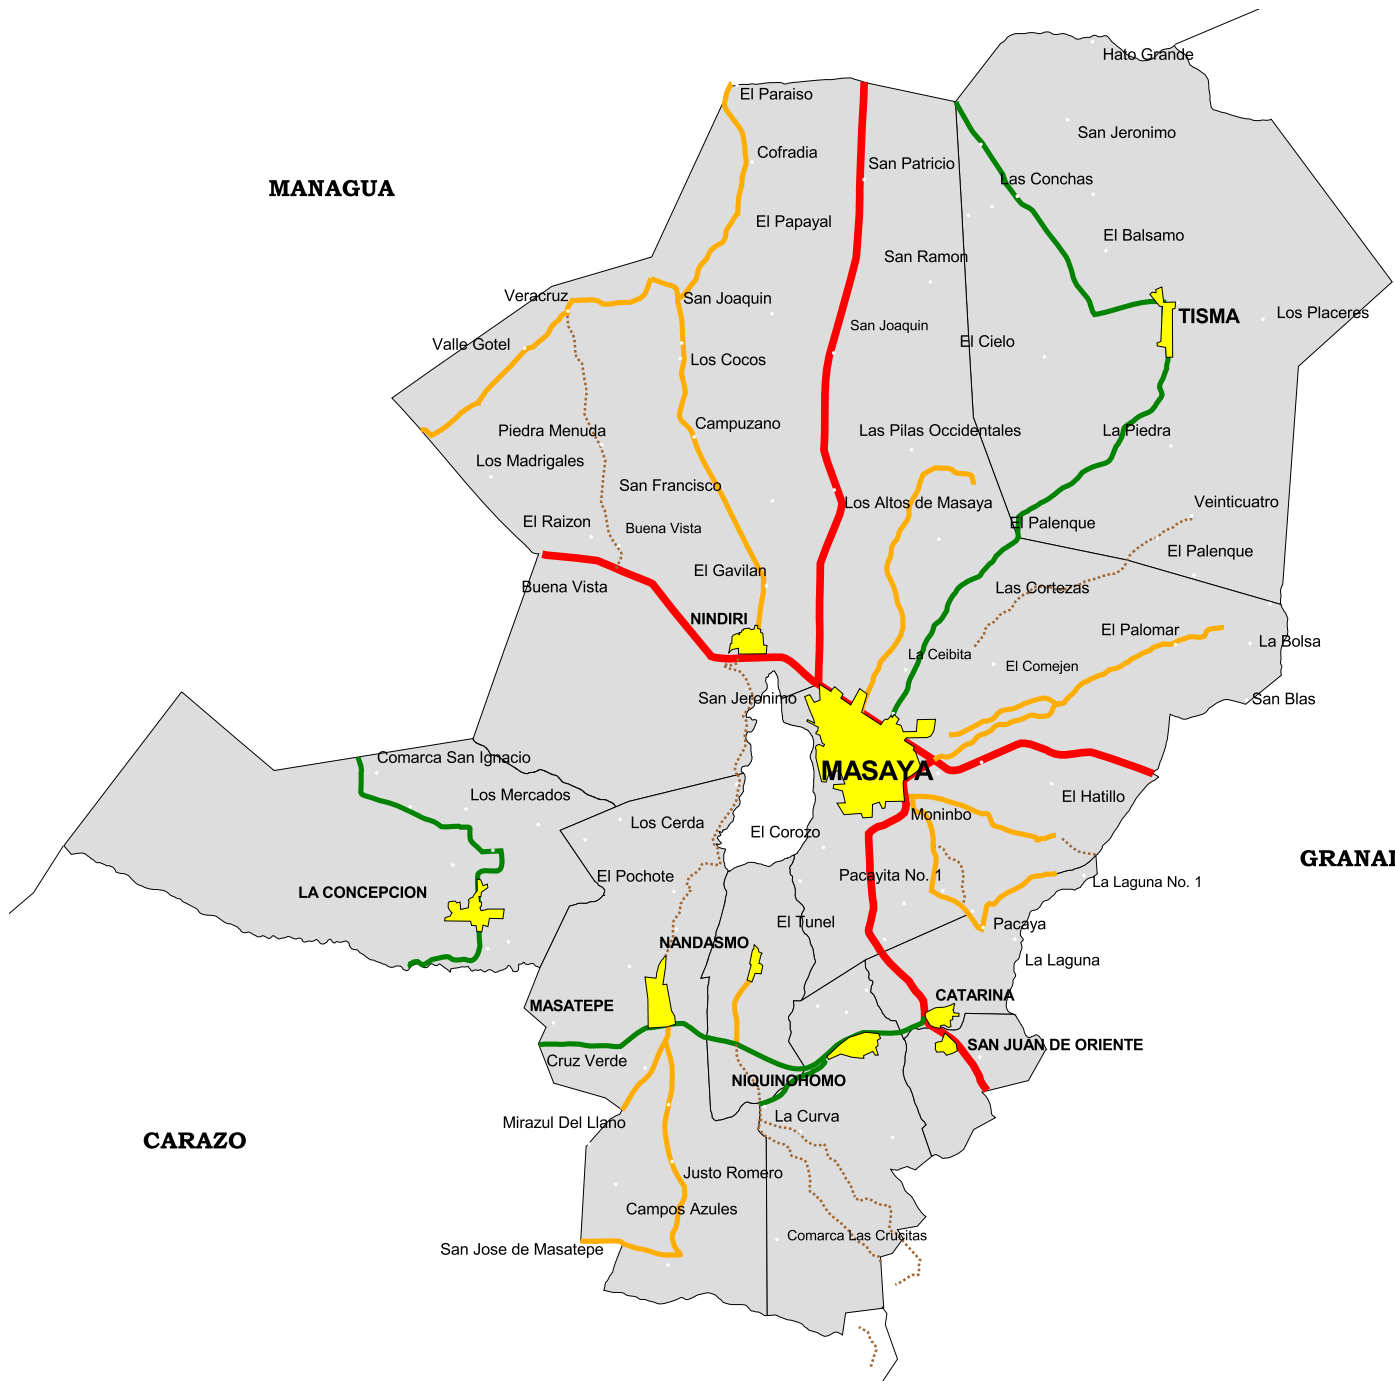 Hato Grande
El Paraiso
San Jeronimo
Cofradia
San Patricio
Las Conchas
MANAGUA
El Papayal
El Balsamo
San Ramon
Veracruz
San Joaquin
Los Placeres
TISMA
San Joaquin
Valle Gotel
El Cielo
Los Cocos
Campuzano
Piedra Menuda
Las Pilas Occidentales
La Piedra
Los Madrigales
San Francisco
Los Altos de Masaya
Veinticuatro
El Raizon
Buena Vista
El Palenque
El Palenque
El Gavilan
Buena Vista
Las Cortezas
NINDIRI
El Palomar
La Bolsa
La Ceibita
El Comejen
San Jeronimo
San Blas
Comarca San Ignacio
MASAYA
Los Mercados
El Hatillo
Moninbo
Los Cerda
El Corozo
GRANAI
El Pochote
Pacayita No. 1
La Laguna No. 1
LA CONCEPCION
El Tunel
Pacaya
NANDASMO
La Laguna
CATARINA
MASATEPE
SAN JUAN DE ORIENTE
Cruz Verde
NIQUINOHOMO
La Curva
Mirazul Del Llano
CARAZO
Justo Romero
Campos Azules
Comarca Las Crucitas
San Jose de Masatepe